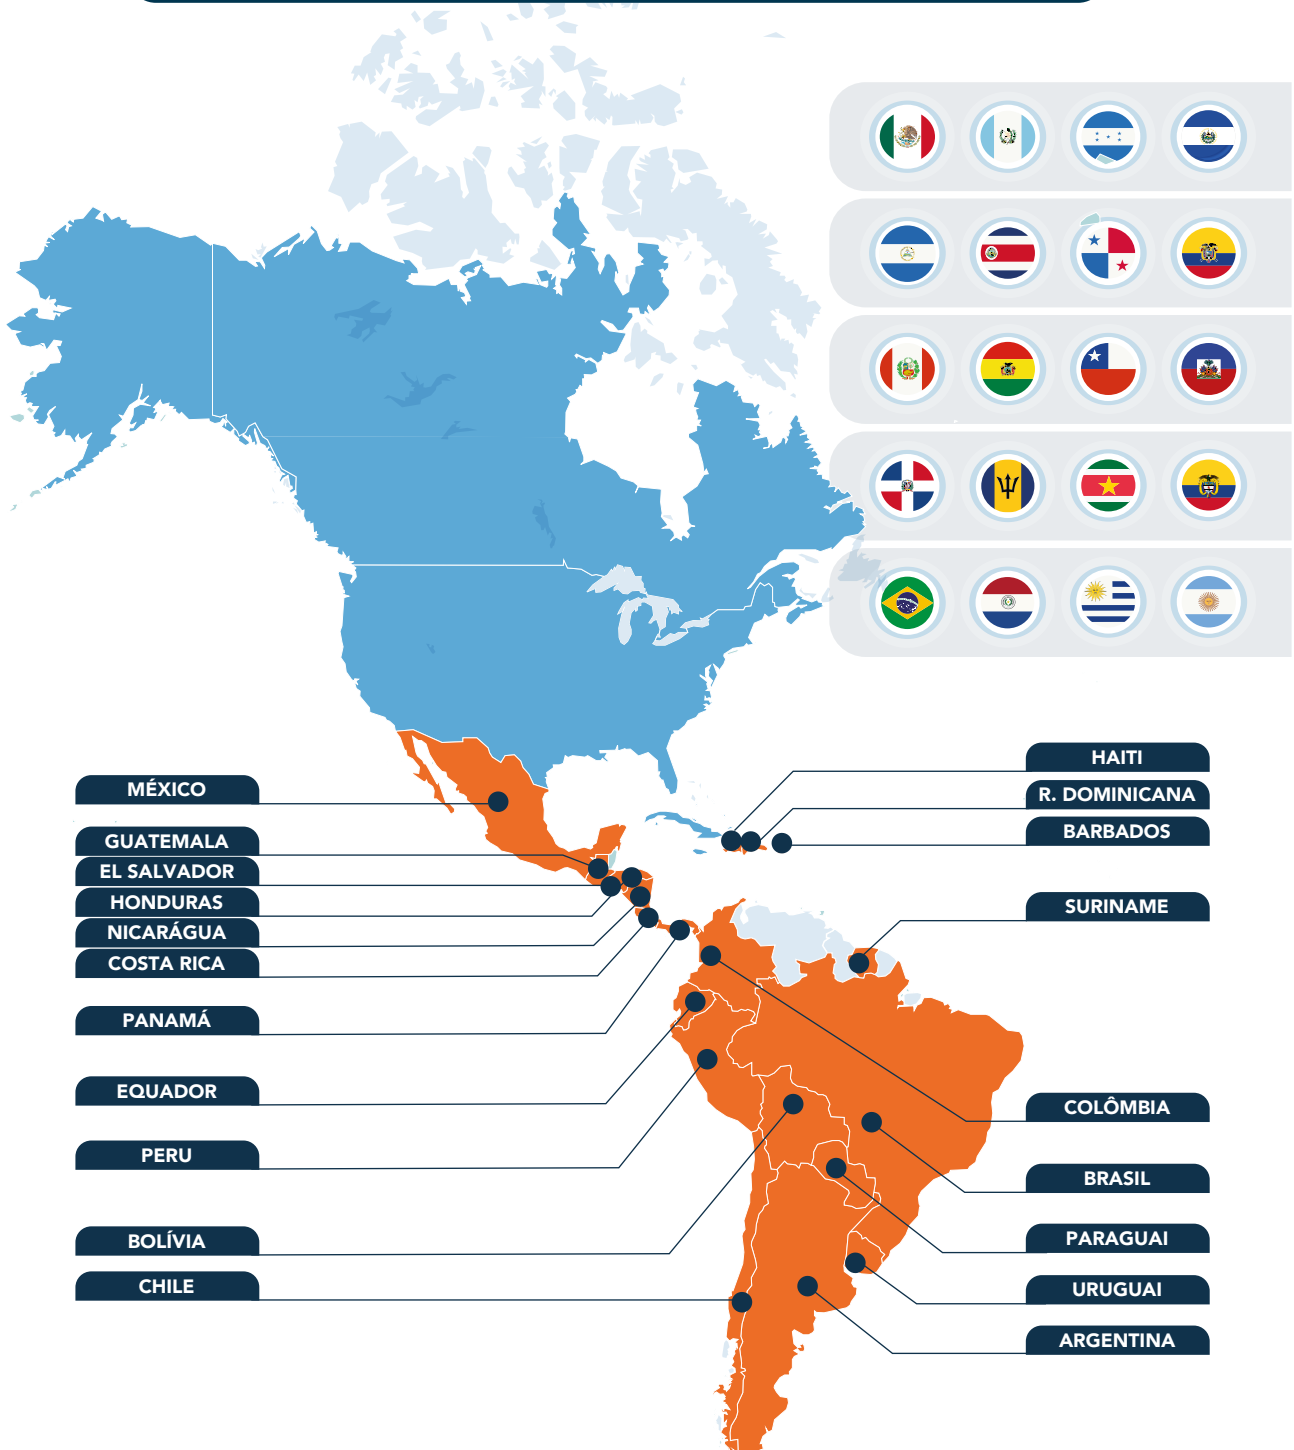 MÉXICO
GUATEMALA
EL SALVADOR
HONDURAS
NICARÁGUA
COSTA RICA
PANAMÁ
EQUADOR
PERU
BOLÍVIA
CHILE
HAITI
R. DOMINICANA
BARBADOS
SURINAME
COLÔMBIA
BRASIL
PARAGUAI
URUGUAI
ARGENTINA